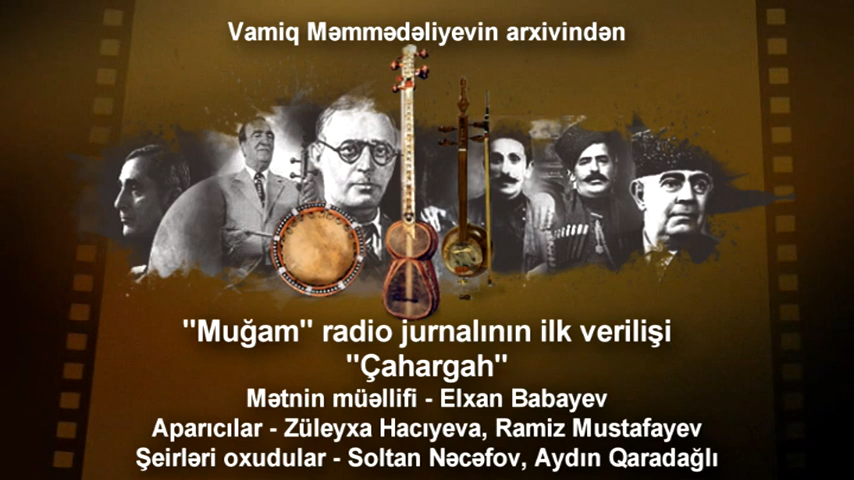 Vamiq Məmmədəliyevin arxivindən
"Muğam" radio jurnalının ilk verilişi
"Çahargah"
Mətnin müəllifi - Elxan Babayev
Aparıcılar - Züleyxa Hacıyeva, Ramiz Mustafayev
Şeirləri oxudular - Soltan Nəcəfov, Aydın Qaradağlı